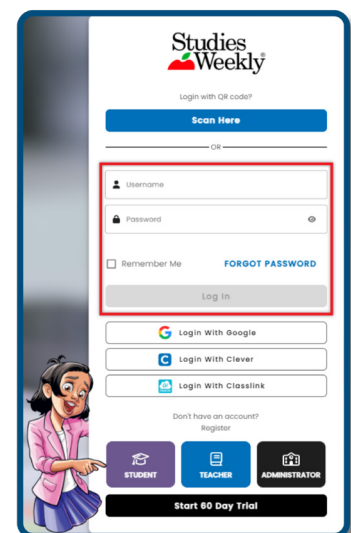 Studies
Weekly
Login with QR code?
Scan Here
OR
Username
Password
Remember Me FORGOT PASSWORD
Log In
Login With Google
Login With Clever
Login With Classlink
Don't have an account?
Register
STUDENT TEACHER ADMINISTRATOR
Start 60 Day Trial